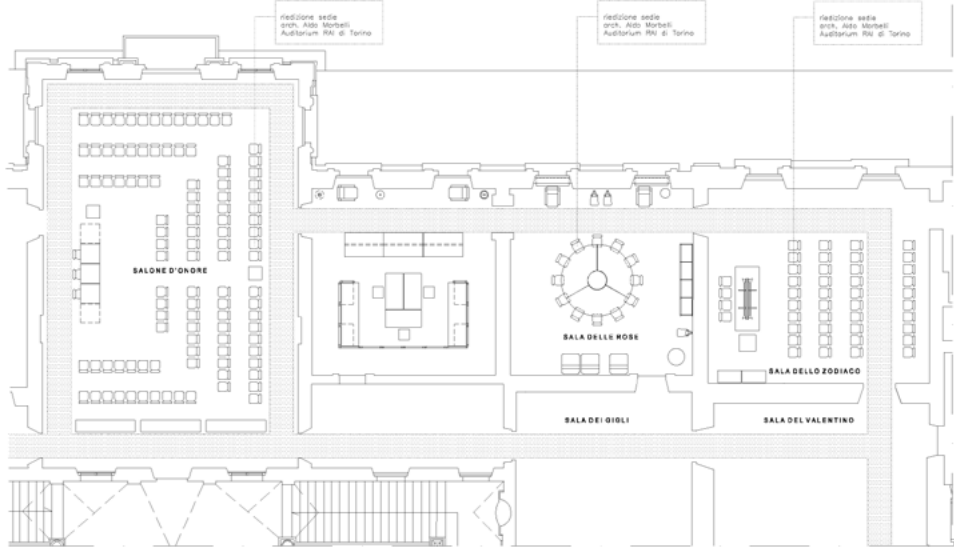 riedizione sedie
arch. Aldo Morbelli
Auditorium RAI di Torino
riedizione sedie
arch. Aldo Morbelli
Auditorium RAI di Torino
riedizione sedie
arch. Aldo Morbelli
Auditorium RAI di Torino
SALONE D'ONORE
SALA DELLE ROSE
SALA DELLO ZODIACO
SALA DEI GIGLI
SALA DEL VALENTINO